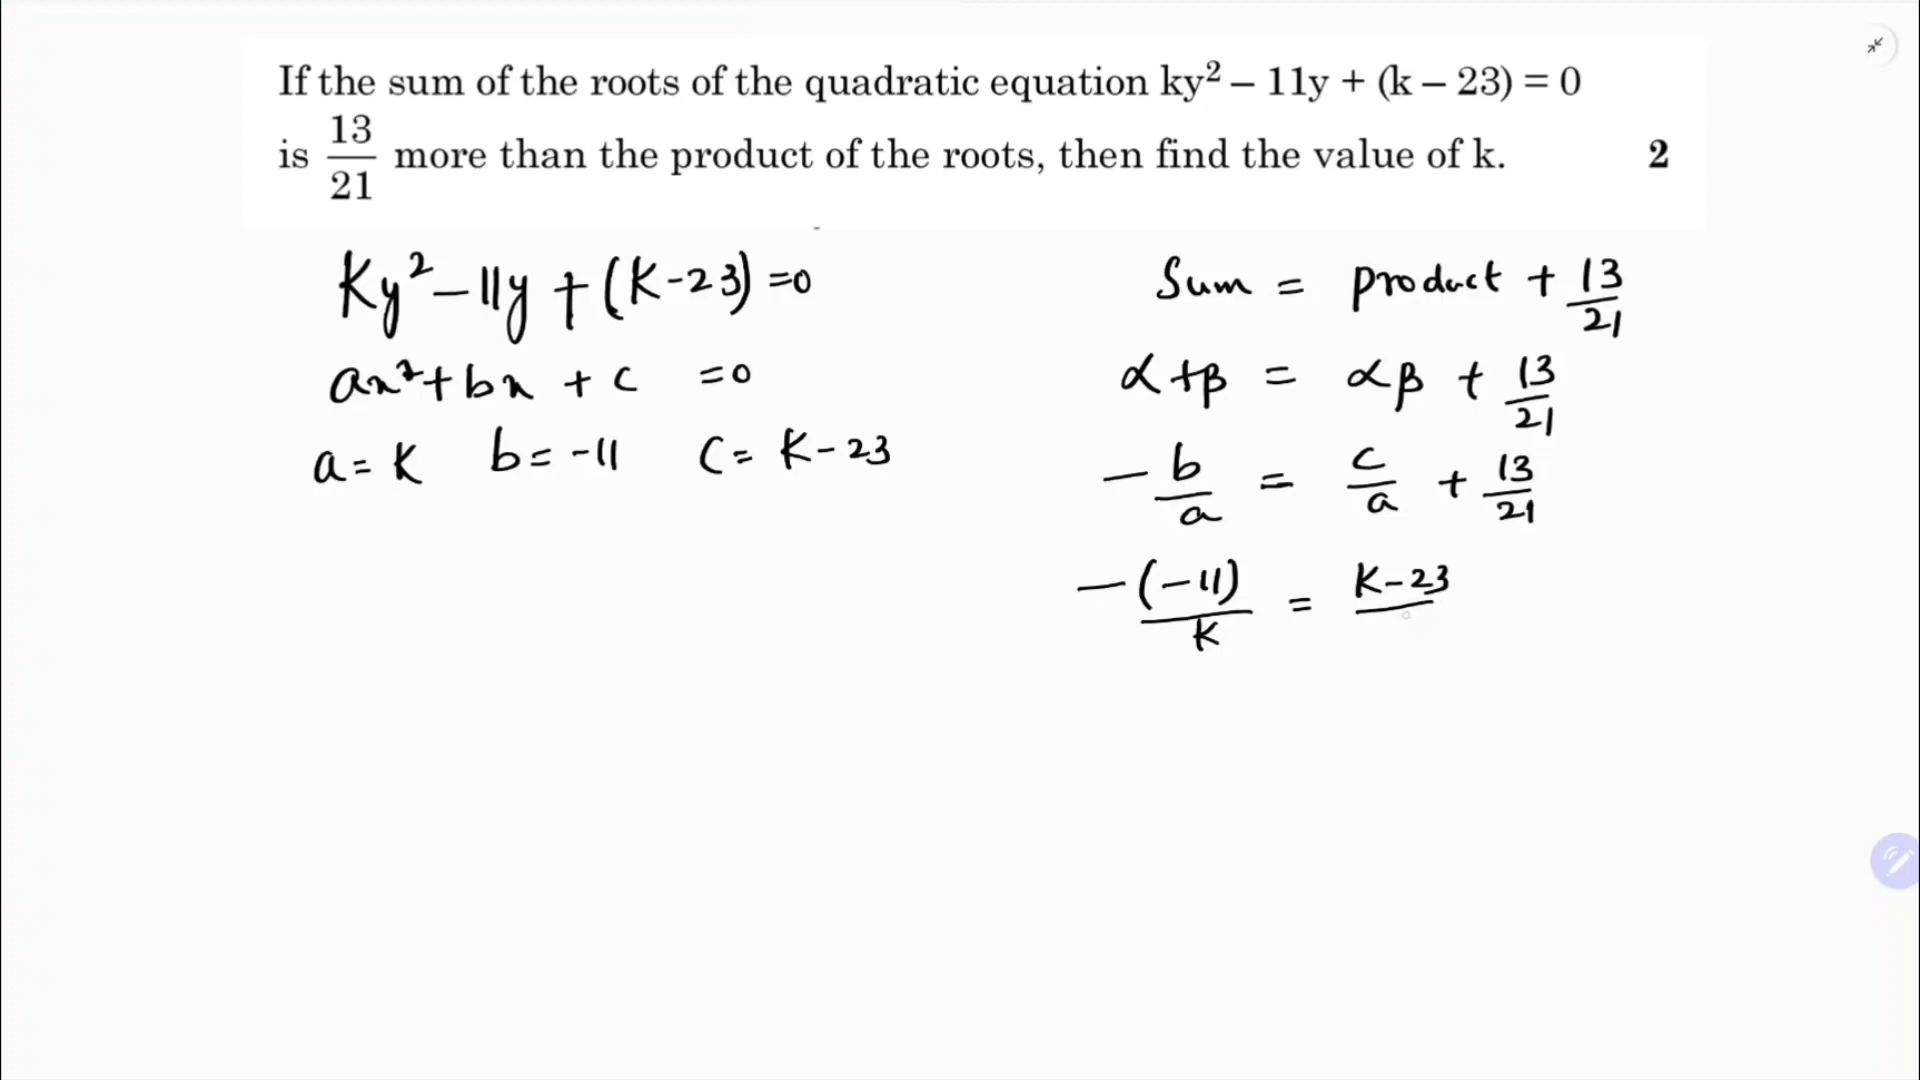 If the sum of the roots of the quadratic equation ky² – 11y + (k – 23) = 0
is 13/21 more than the product of the roots, then find the value of k. 2
Ky² – 11y + (K-23) =0
ax² + bx + c =0
a= K b= -11 C= K-23
Sum = product + 13/21
α+β = αβ + 13/21
– b/a = c/a + 13/21
– (-11)/K = K-23